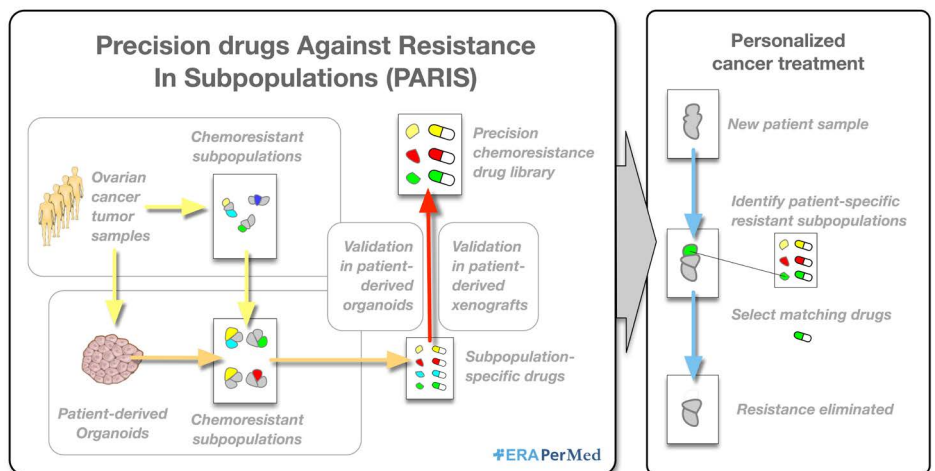 Precision drugs Against Resistance
In Subpopulations (PARIS)
Chemoresistant
subpopulations
Ovarian
cancer
tumor
samples
Precision
chemoresistance
drug library
Validation
in patient-
derived
organoids
Validation
in patient-
derived
xenografts
Subpopulation-
specific drugs
Patient-derived
Organoids
Chemoresistant
subpopulations
ERAPerMed
Personalized
cancer treatment
New patient sample
Identify patient-specific
resistant subpopulations
Select matching drugs
Resistance eliminated